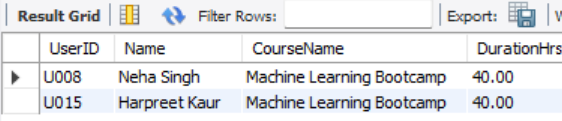 Result Grid Filter Rows: Export:
UserID Name CourseName DurationHrs
U008 Neha Singh Machine Learning Bootcamp 40.00
U015 Harpreet Kaur Machine Learning Bootcamp 40.00